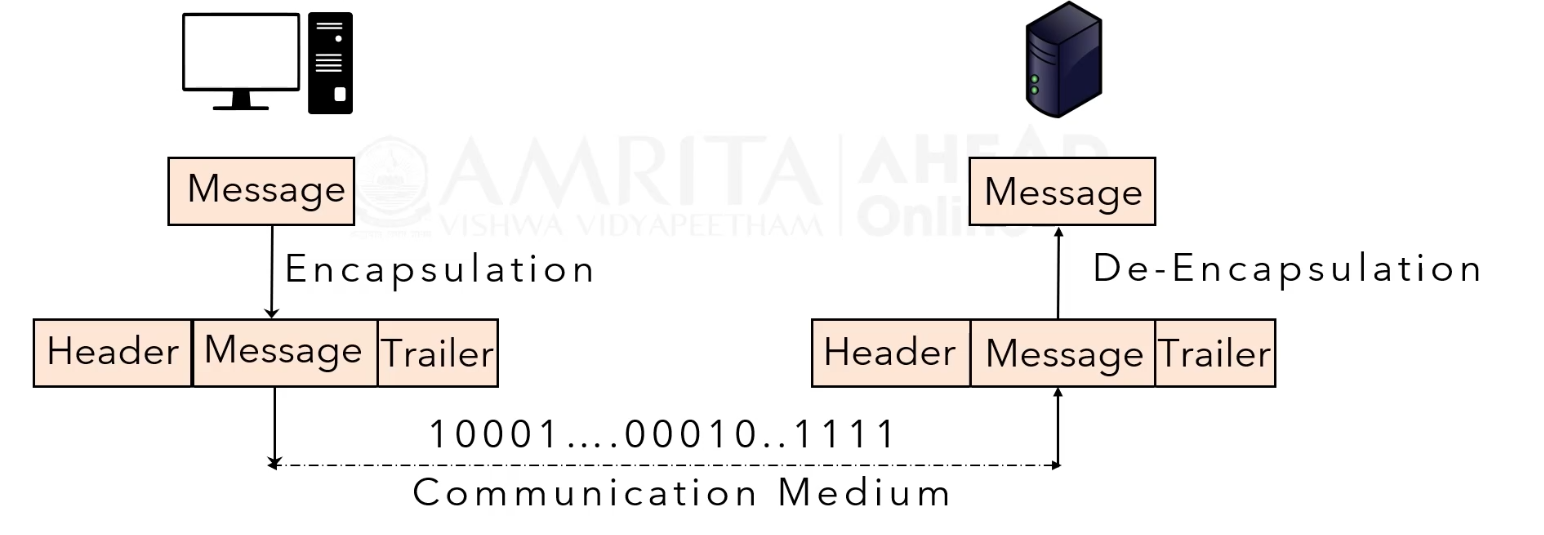 AMRITA
VISHWA VIDYAPEETHAM
AHEAD
Online
Message
Message
Encapsulation
De-Encapsulation
Header Message Trailer
Header Message Trailer
10001....00010..1111
Communication Medium